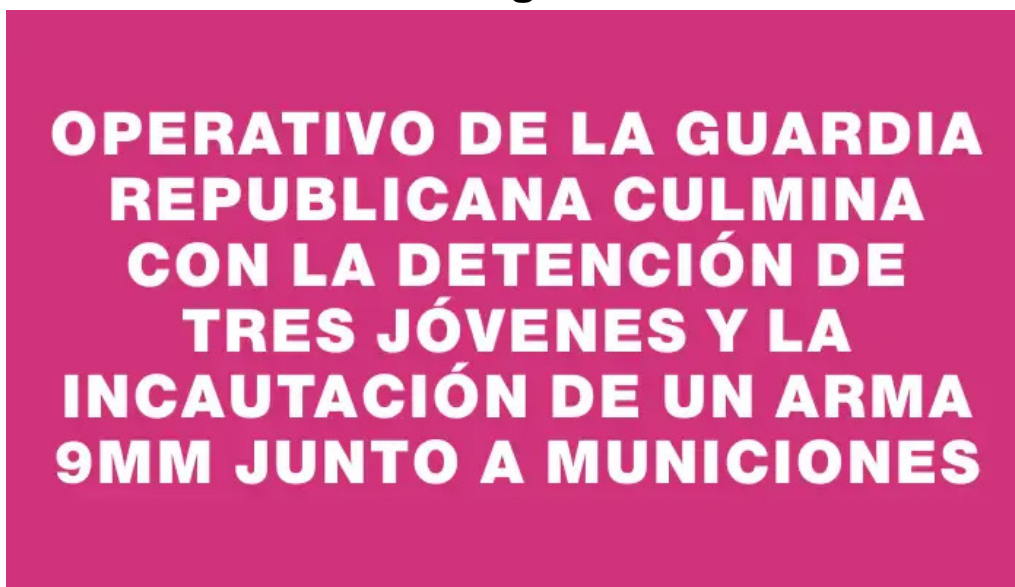 OPERATIVO DE LA GUARDIA
REPUBLICANA CULMINA
CON LA DETENCIÓN DE
TRES JÓVENES Y LA
INCAUTACIÓN DE UN ARMA
9MM JUNTO A MUNICIONES